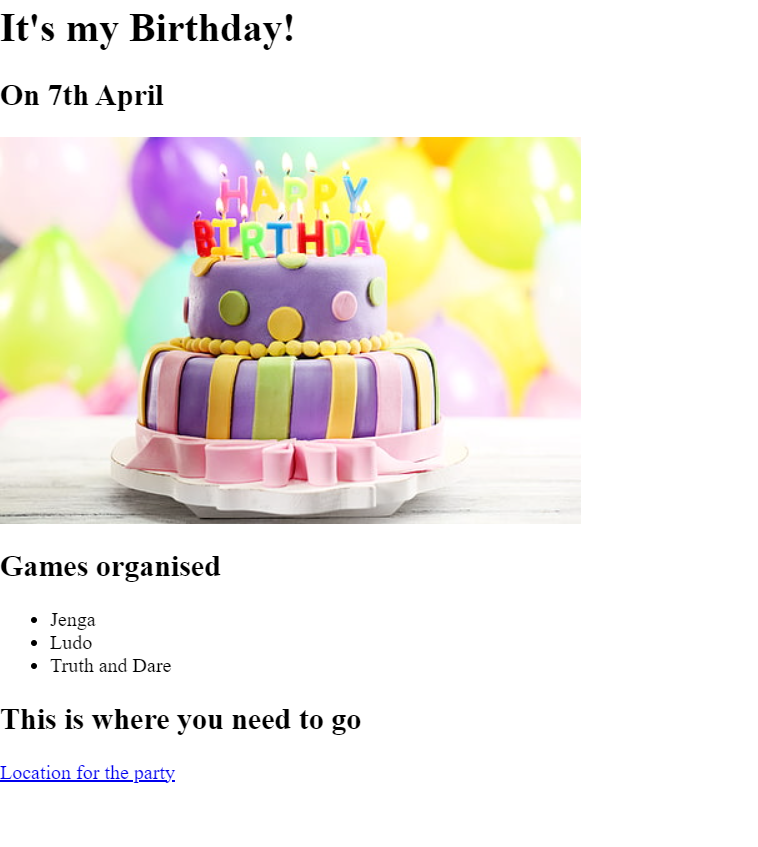 It's my Birthday!
On 7th April
HAPPY
BIRTHDAY
Games organised
Jenga
Ludo
Truth and Dare
This is where you need to go
Location for the party